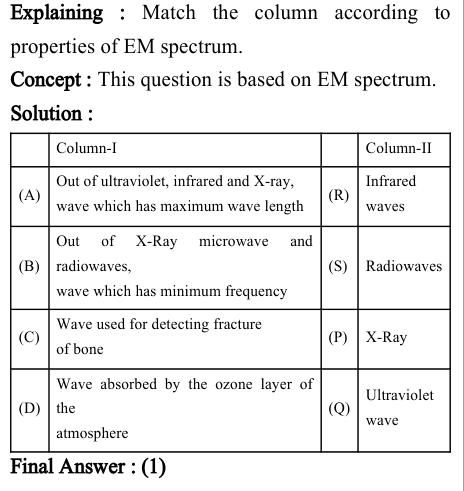 Explaining : Match the column according to
properties of EM spectrum.
Concept : This question is based on EM spectrum.
Solution :
Column-I Column-II
(A) Out of ultraviolet, infrared and X-ray,
wave which has maximum wave length
(R) Infrared
waves
(B) Out of X-Ray microwave and
radiowaves,
wave which has minimum frequency
(S) Radiowaves
(C) Wave used for detecting fracture
of bone
(P) X-Ray
(D) Wave absorbed by the ozone layer of
the
atmosphere
(Q) Ultraviolet
wave
Final Answer : (1)